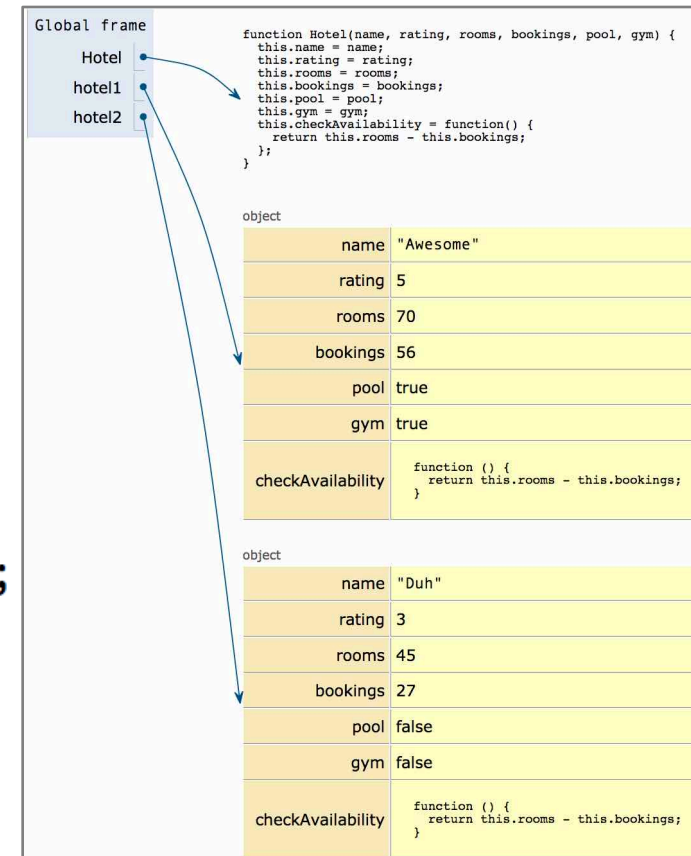 Global frame
Hotel
hotel1
hotel2
function Hotel(name, rating, rooms, bookings, pool, gym) {
this.name = name;
this.rating = rating;
this.rooms = rooms;
this.bookings = bookings;
this.pool = pool;
this.gym = gym;
this.checkAvailability = function() {
return this.rooms - this.bookings;
};
}
object
name "Awesome"
rating 5
rooms 70
bookings 56
pool true
gym true
checkAvailability
function () {
return this.rooms - this.bookings;
}
;
object
name "Duh"
rating 3
rooms 45
bookings 27
pool false
gym false
checkAvailability
function () {
return this.rooms - this.bookings;
}